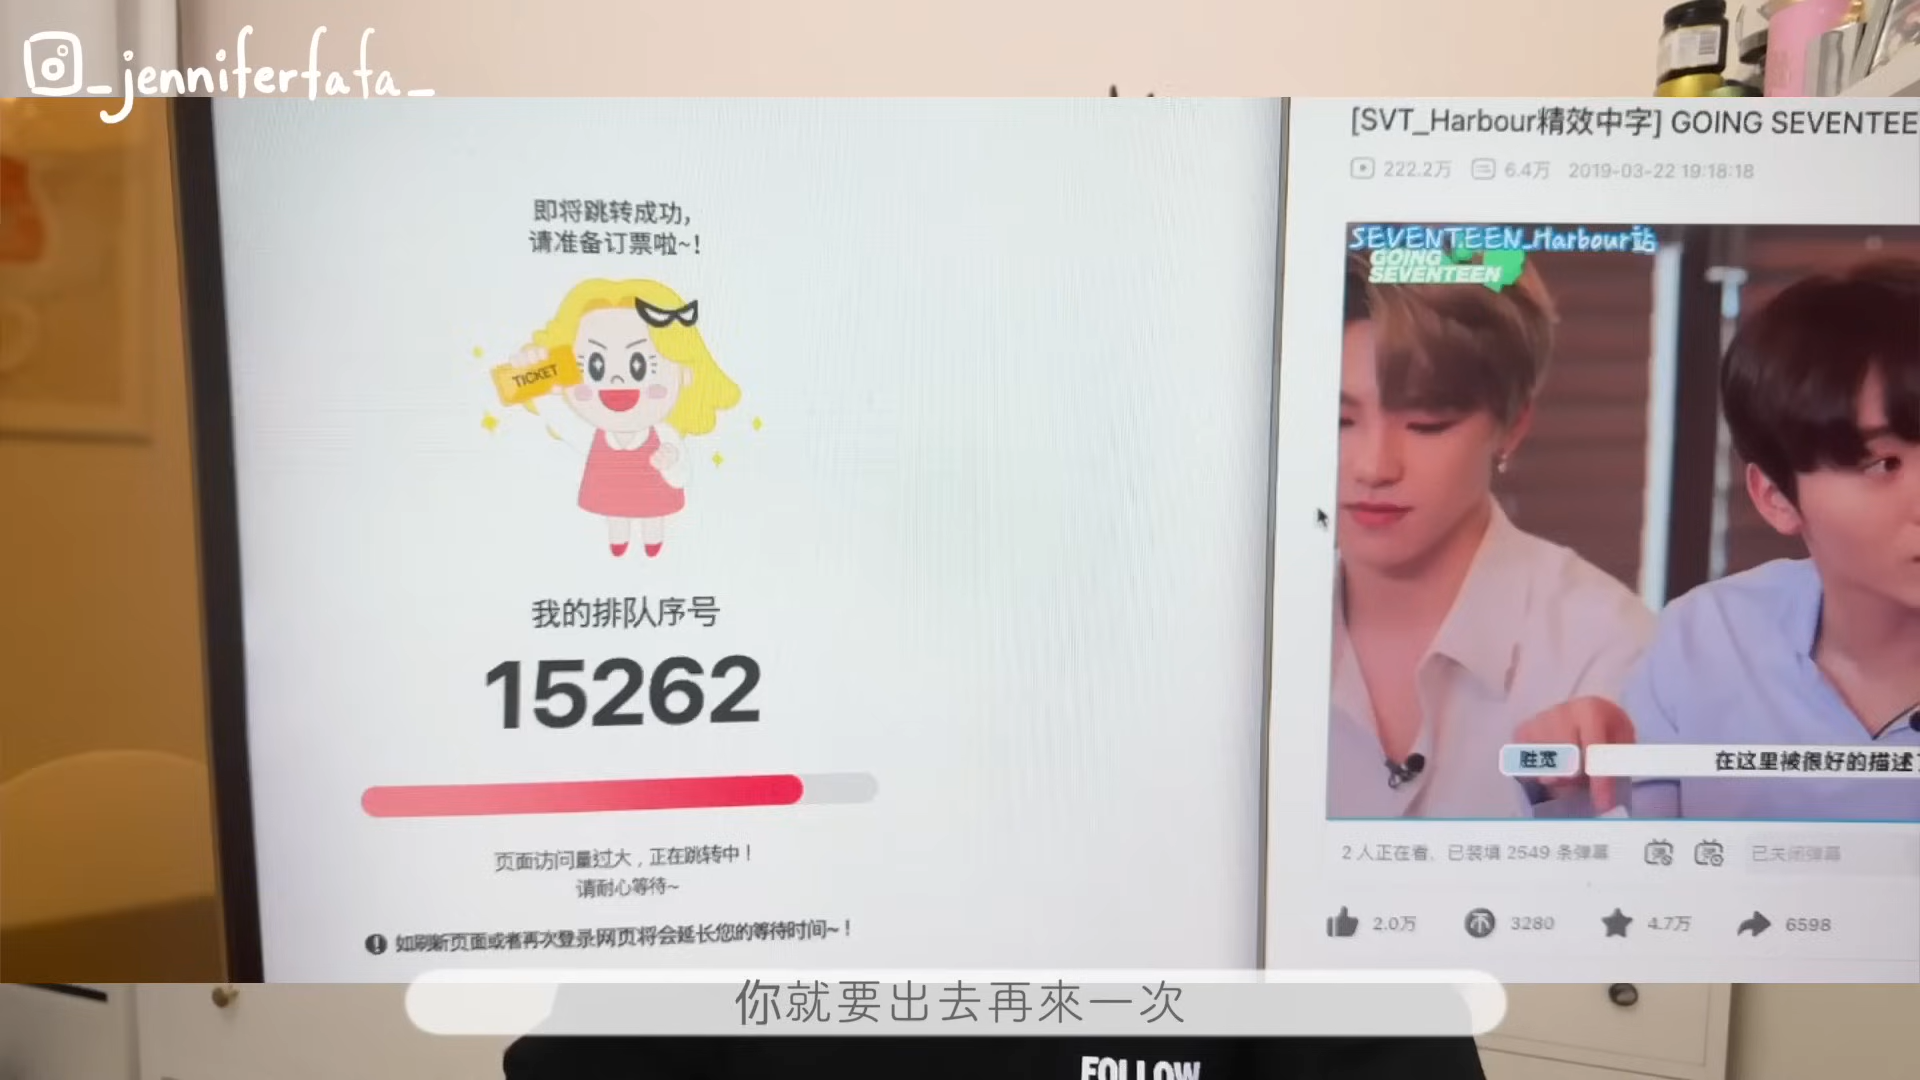 _jenniferfafa_
[SVT_Harbour精效中字] GOING SEVENTEE
222.2万 6.4万 2019-03-22 19:18:18
即将跳转成功,
请准备订票啦~!
SEVENTEEN_Harbour站
GOING
SEVENTEEN
TICKET
我的排队序号
15262
胜宽
在这里被很好的描述了
页面访问量过大，正在跳转中！
请耐心等待~
2 人正在看, 已装填 2549 条弹幕
已关闭弹幕
2.0万 3280 4.7万 6598
如刷新页面或者再次登录网页将会延长您的等待时间~！
你就要出去再來一次
FOLLOW